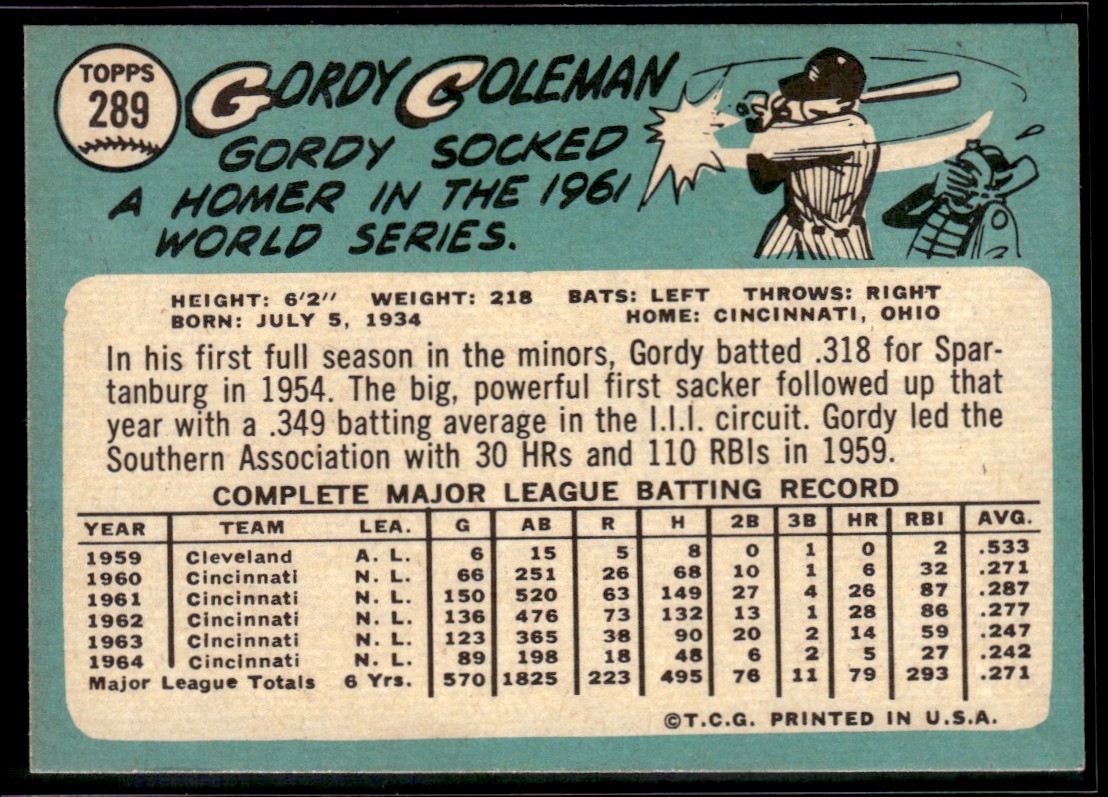 TOPPS
289
GORDY COLEMAN
GORDY SOCKED
A HOMER IN THE 1961
WORLD SERIES.
HEIGHT: 6'2" WEIGHT: 218 BATS: LEFT THROWS: RIGHT
BORN: JULY 5, 1934 HOME: CINCINNATI, OHIO
In his first full season in the minors, Gordy batted .318 for Spar-
tanburg in 1954. The big, powerful first sacker followed up that
year with a .349 batting average in the I.I.I. circuit. Gordy led the
Southern Association with 30 HRs and 110 RBIs in 1959.
COMPLETE MAJOR LEAGUE BATTING RECORD
YEAR TEAM LEA. G AB R H 2B 3B HR RBI AVG.
1959 Cleveland A. L. 6 15 5 8 0 1 0 2 .533
1960 Cincinnati N. L. 66 251 26 68 10 1 6 32 .271
1961 Cincinnati N. L. 150 520 63 149 27 4 26 87 .287
1962 Cincinnati N. L. 136 476 73 132 13 1 28 86 .277
1963 Cincinnati N. L. 123 365 38 90 20 2 14 59 .247
1964 Cincinnati N. L. 89 198 18 48 6 2 5 27 .242
Major League Totals 6 Yrs. 570 1825 223 495 76 11 79 293 .271
©T.C.G. PRINTED IN U.S.A.